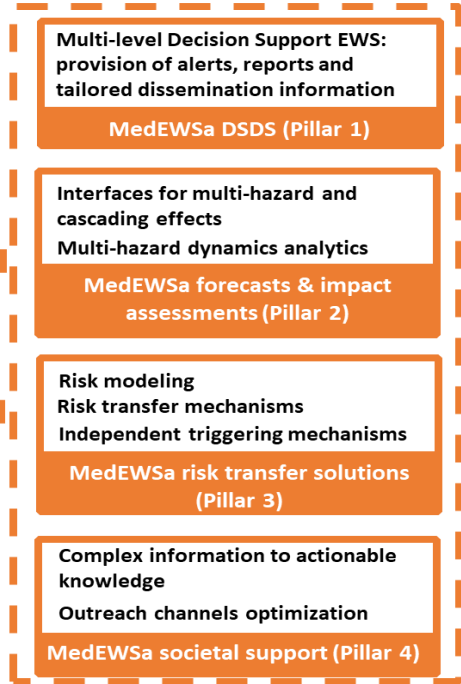 Multi-level Decision Support EWS:
provision of alerts, reports and
tailored dissemination information
MedEWSa DSDS (Pillar 1)
Interfaces for multi-hazard and
cascading effects
Multi-hazard dynamics analytics
MedEWSa forecasts & impact
assessments (Pillar 2)
Risk modeling
Risk transfer mechanisms
Independent triggering mechanisms
MedEWSa risk transfer solutions
(Pillar 3)
Complex information to actionable
knowledge
Outreach channels optimization
MedEWSa societal support (Pillar 4)